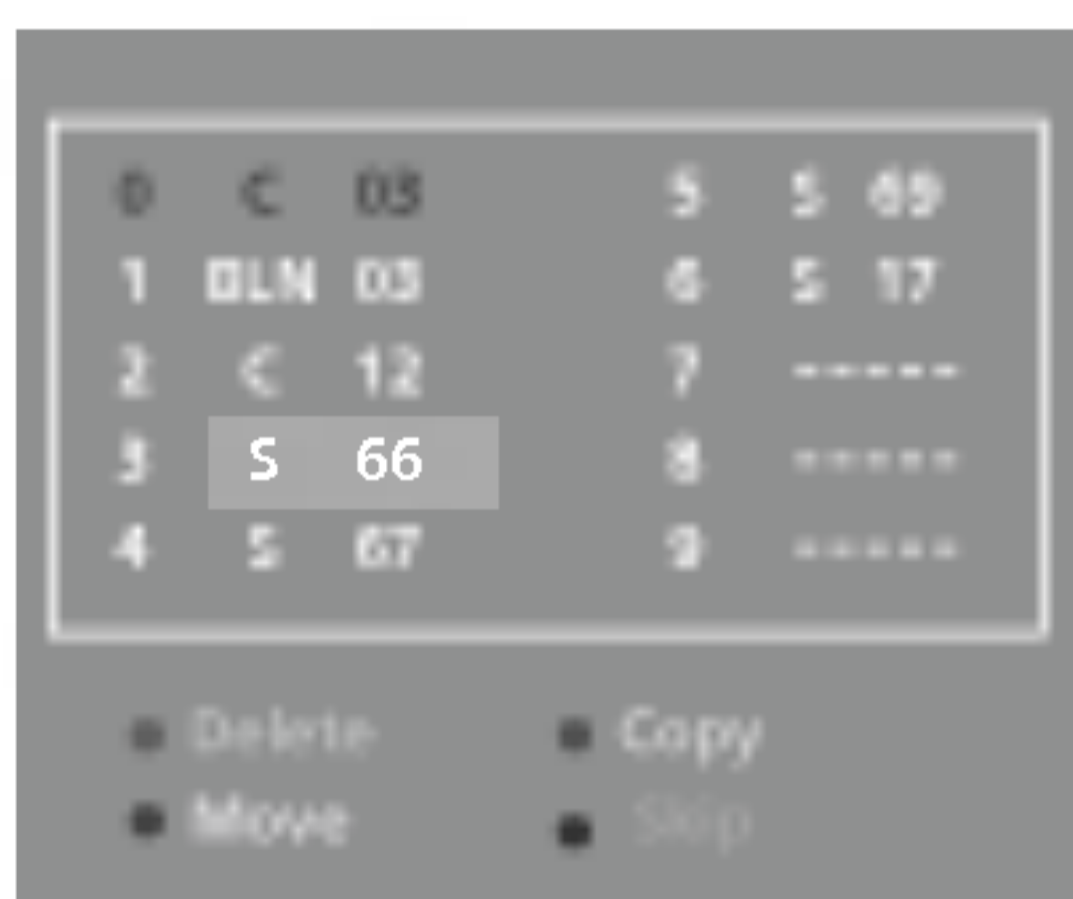 0 C 03 5 S 69
1 BLN 03 6 S 17
2 C 12 7 -----
3 S 66 8 -----
4 S 67 9 -----
Delete Copy
Move Skip